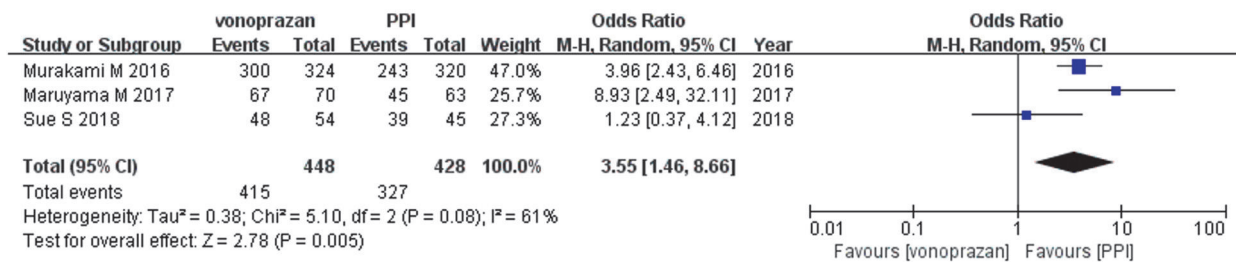 vonoprazan PPI Odds Ratio Odds Ratio
Study or Subgroup Events Total Events Total Weight M-H, Random, 95% CI Year M-H, Random, 95% CI
Murakami M 2016 300 324 243 320 47.0% 3.96 [2.43, 6.46] 2016
Maruyama M 2017 67 70 45 63 25.7% 8.93 [2.49, 32.11] 2017
Sue S 2018 48 54 39 45 27.3% 1.23 [0.37, 4.12] 2018
Total (95% CI) 448 428 100.0% 3.55 [1.46, 8.66]
Total events 415 327
Heterogeneity: Tau² = 0.38; Chi² = 5.10, df = 2 (P = 0.08); I² = 61%
Test for overall effect: Z = 2.78 (P = 0.005)
0.01 0.1 1 10 100
Favours [vonoprazan] Favours [PPI]